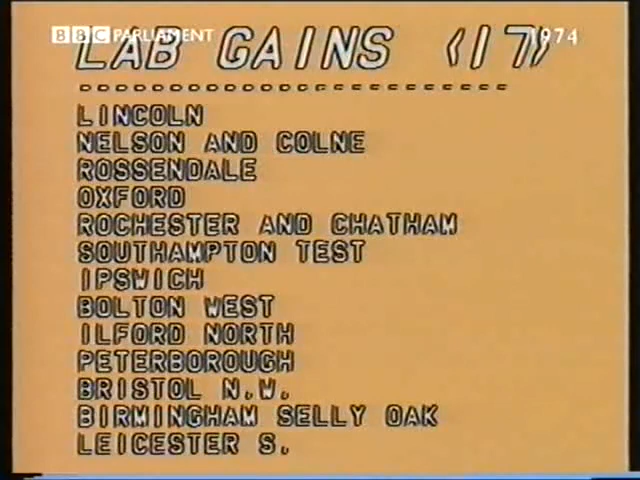 BBC PARLIAMENT
1974
LAB GAINS (17)
------------------------
LINCOLN
NELSON AND COLNE
ROSSENDALE
OXFORD
ROCHESTER AND CHATHAM
SOUTHAMPTON TEST
IPSWICH
BOLTON WEST
ILFORD NORTH
PETERBOROUGH
BRISTOL N.W.
BIRMINGHAM SELLY OAK
LEICESTER S.